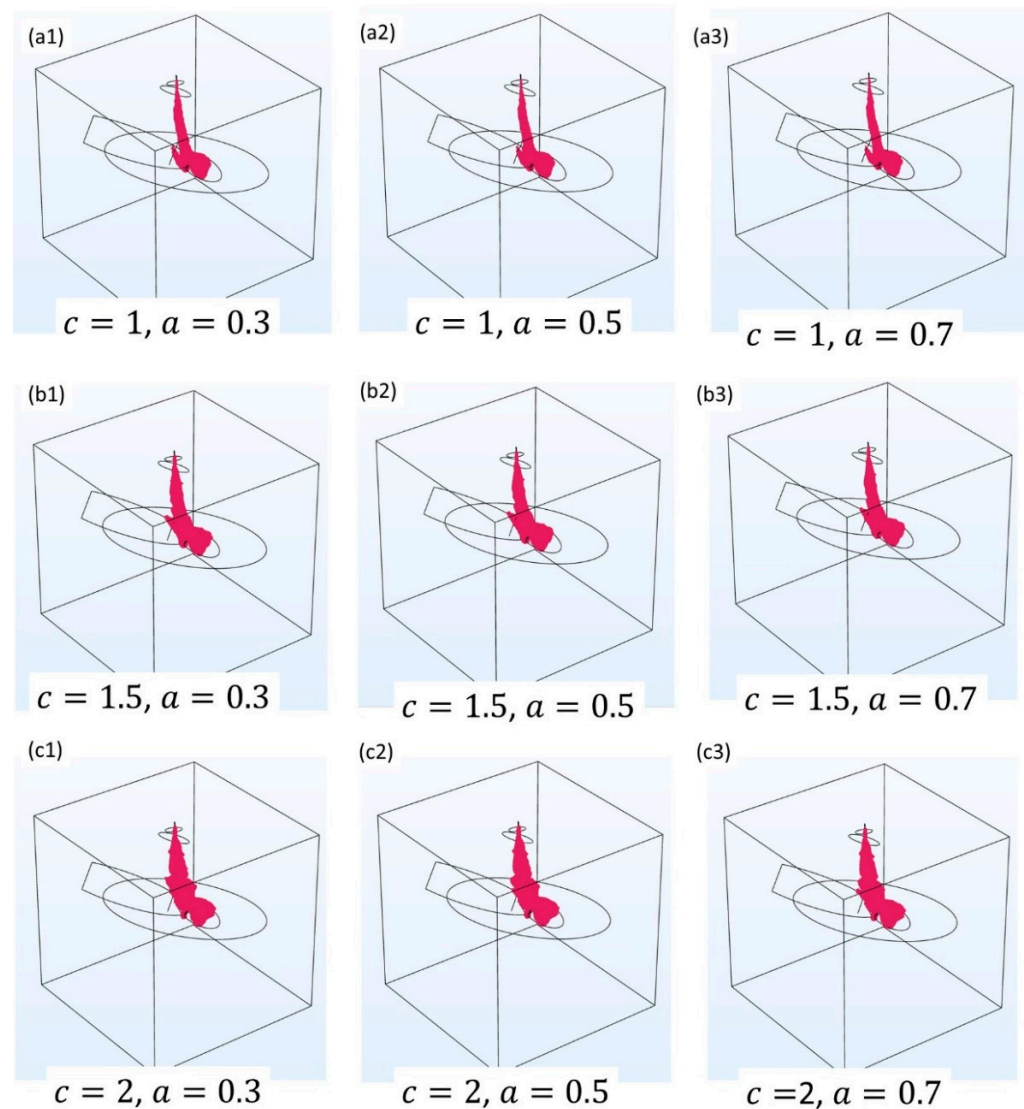 (a1) (a2) (a3)
c = 1, a = 0.3 c = 1, a = 0.5 c = 1, a = 0.7
(b1) (b2) (b3)
c = 1.5, a = 0.3 c = 1.5, a = 0.5 c = 1.5, a = 0.7
(c1) (c2) (c3)
c = 2, a = 0.3 c = 2, a = 0.5 c =2, a = 0.7